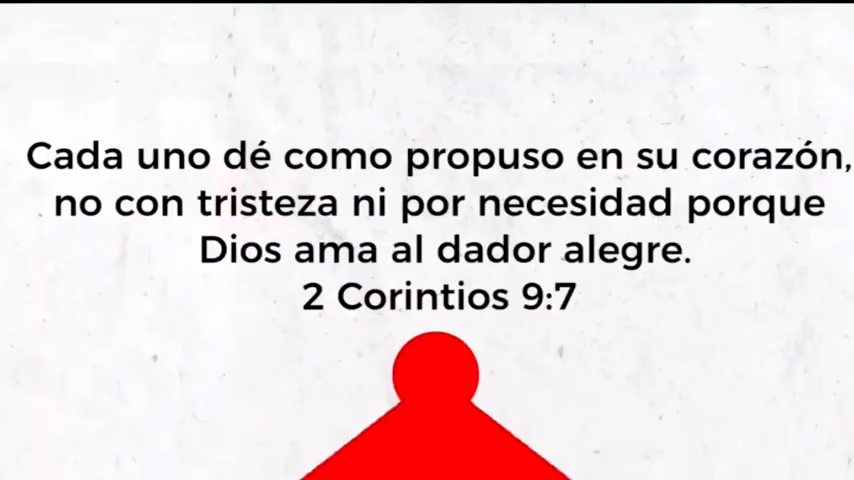 Cada uno dé como propuso en su corazón,
no con tristeza ni por necesidad porque
Dios ama al dador alegre.
2 Corintios 9:7